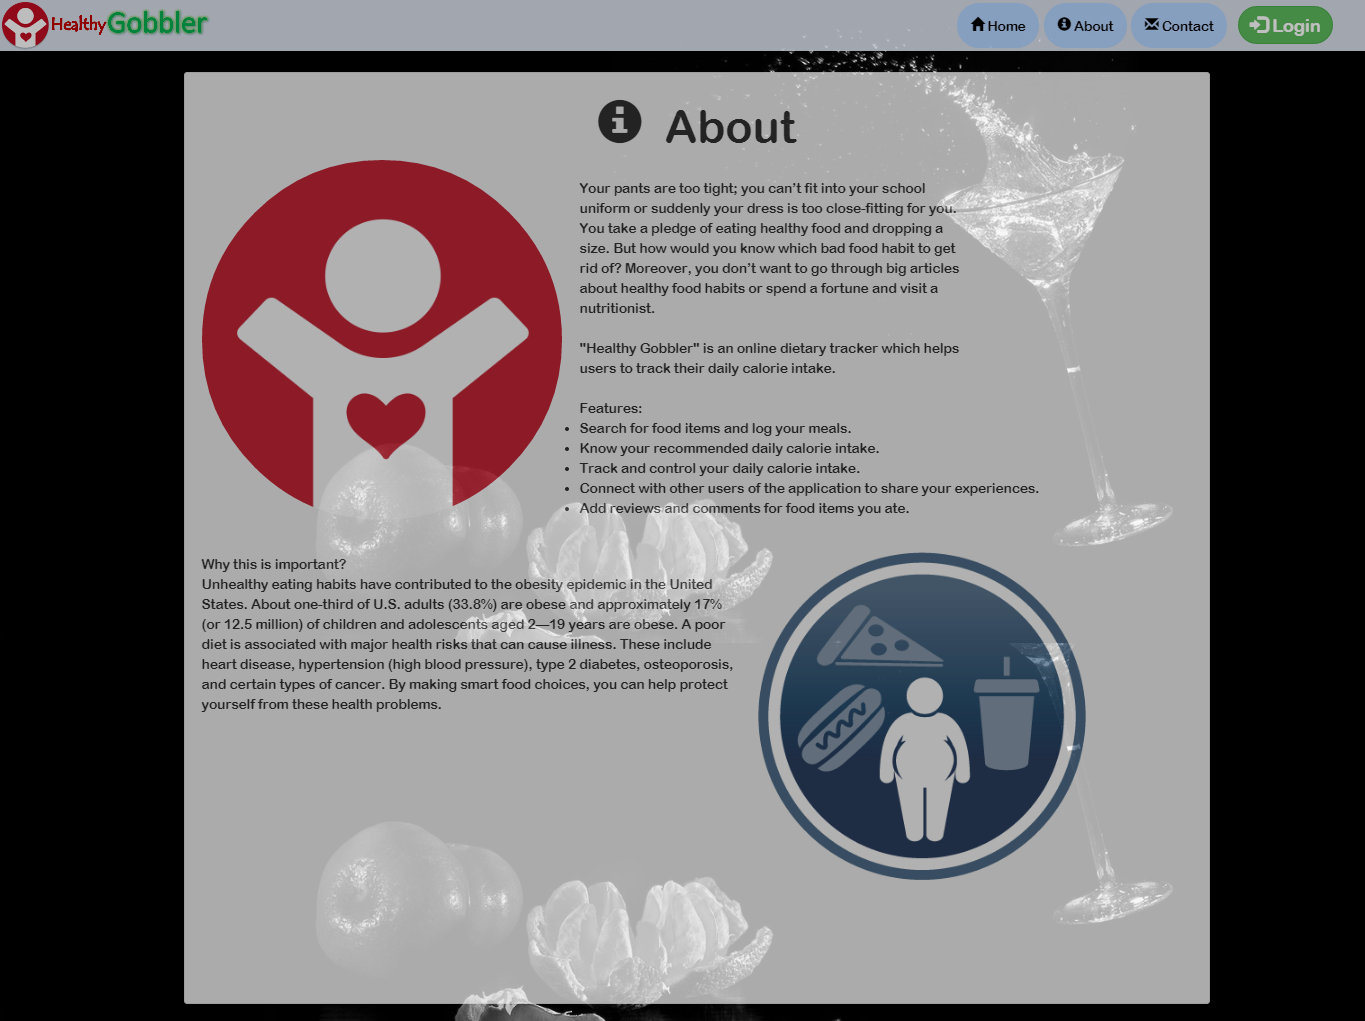 HealthyGobbler
Home
About
Contact
Login
About
Your pants are too tight; you can't fit into your school
uniform or suddenly your dress is too close-fitting for you.
You take a pledge of eating healthy food and dropping a
size. But how would you know which bad food habit to get
rid of? Moreover, you don't want to go through big articles
about healthy food habits or spend a fortune and visit a
nutritionist.
"Healthy Gobbler" is an online dietary tracker which helps
users to track their daily calorie intake.
Features:
• Search for food items and log your meals.
• Know your recommended daily calorie intake.
• Track and control your daily calorie intake.
• Connect with other users of the application to share your experiences.
• Add reviews and comments for food items you ate.
Why this is important?
Unhealthy eating habits have contributed to the obesity epidemic in the United
States. About one-third of U.S. adults (33.8%) are obese and approximately 17%
(or 12.5 million) of children and adolescents aged 2—19 years are obese. A poor
diet is associated with major health risks that can cause illness. These include
heart disease, hypertension (high blood pressure), type 2 diabetes, osteoporosis,
and certain types of cancer. By making smart food choices, you can help protect
yourself from these health problems.